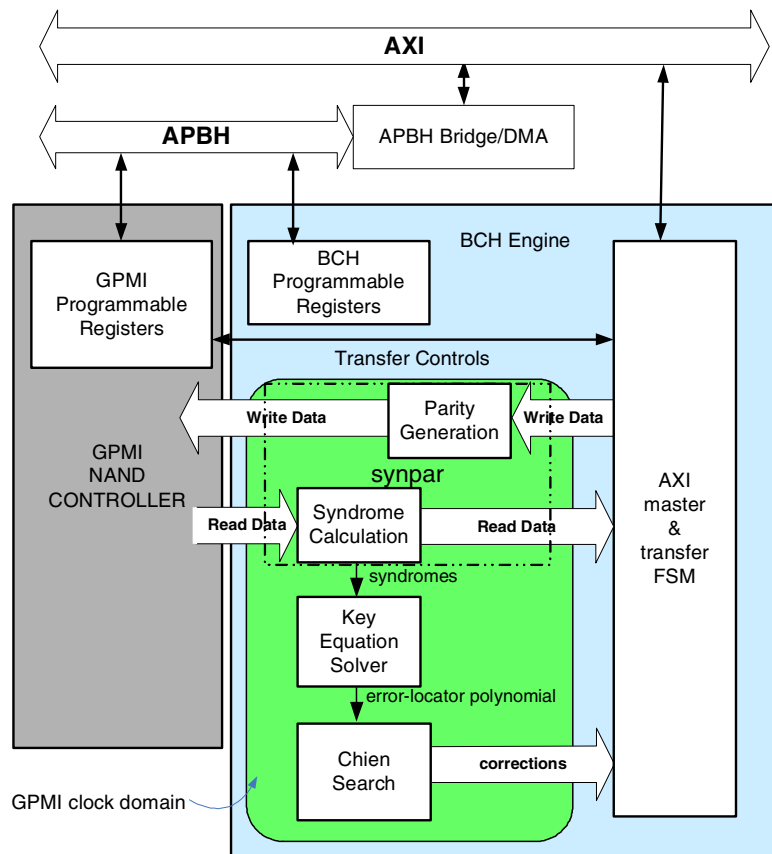 AXI
APBH
APBH Bridge/DMA
BCH Engine
GPMI
Programmable
Registers
BCH
Programmable
Registers
Transfer Controls
Write Data
Parity
Generation
Write Data
GPMI
NAND
CONTROLLER
synpar
Read Data
Syndrome
Calculation
Read Data
AXI
master
&
transfer
FSM
syndromes
Key
Equation
Solver
error-locator polynomial
Chien
Search
corrections
GPMI clock domain